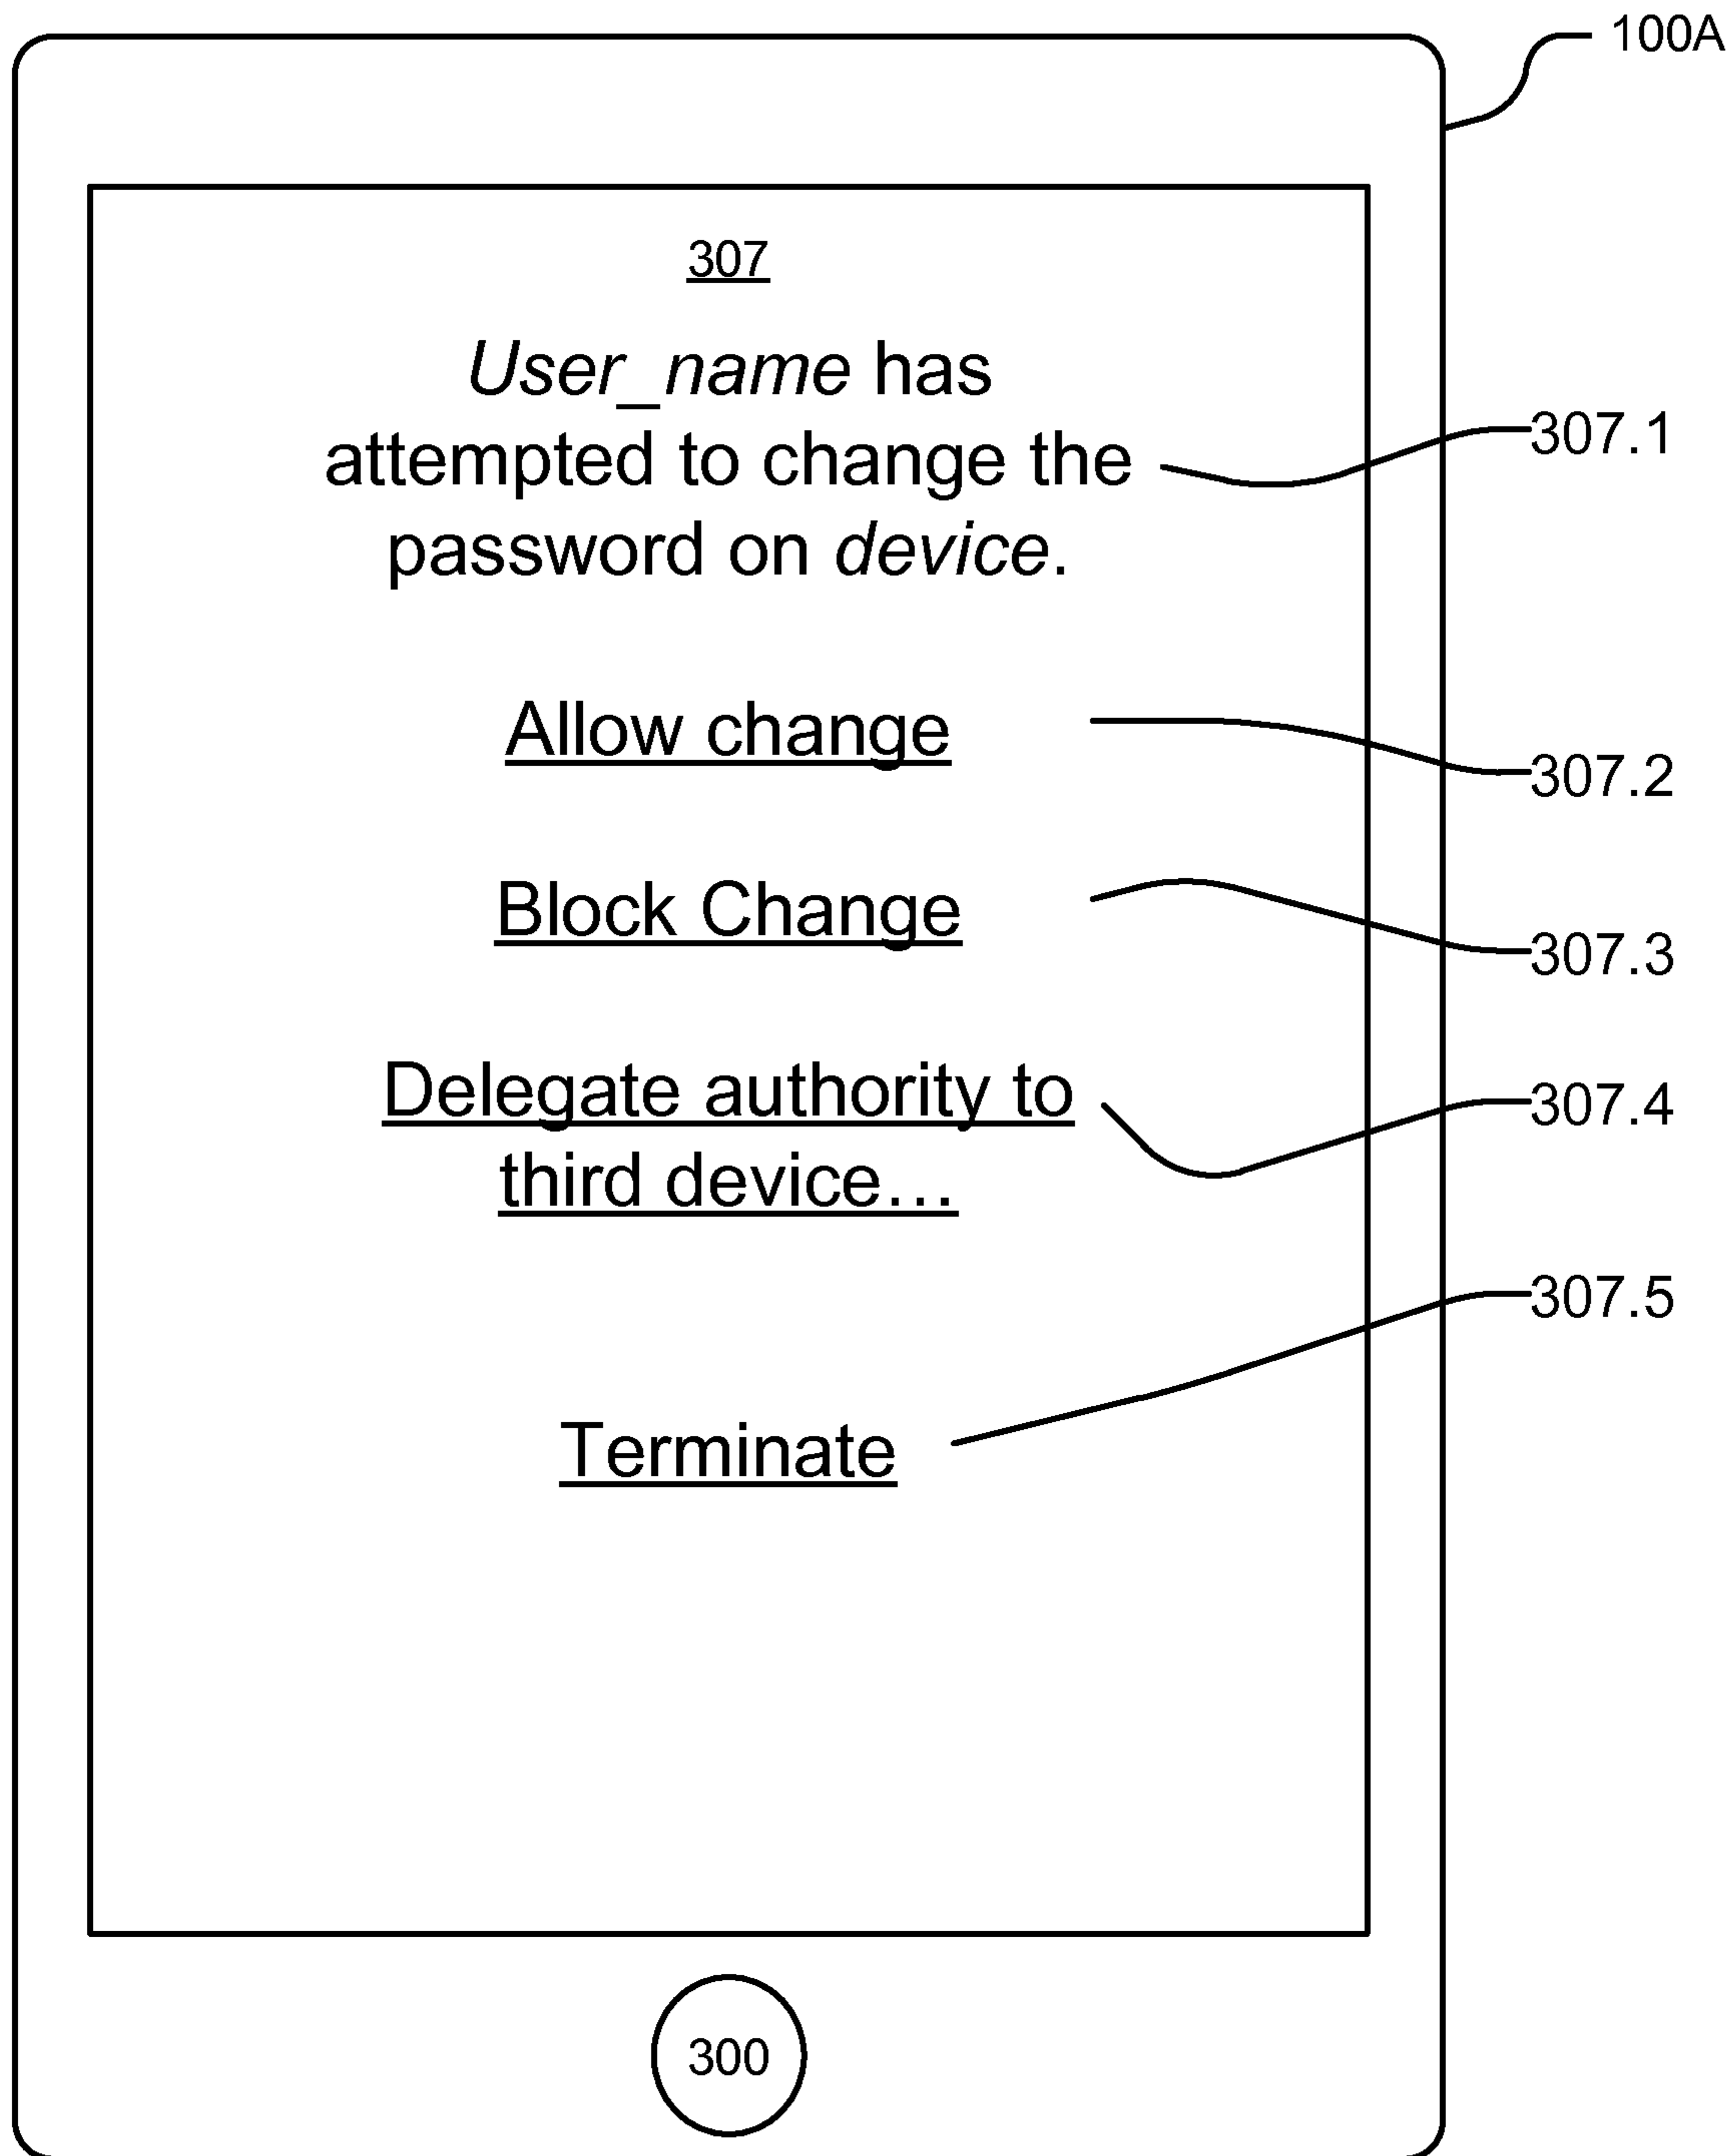 100A
307
User_name has
attempted to change the
password on device.
307.1
Allow change
307.2
Block Change
307.3
Delegate authority to
third device...
307.4
307.5
Terminate
300